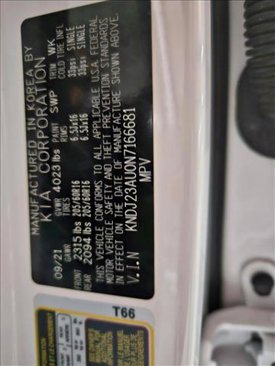 MANUFACTURED IN KOREA BY
KIA CORPORATION
09/21 GVWR 4023 lbs PAINT SWP TRIM WK
GAWR TIRES RIMS COLD TIRE INFL
FRONT 2315 lbs 205/60R16 6.5Jx16 33psi SINGLE
REAR 2094 lbs 205/60R16 6.5Jx16 33psi SINGLE
THIS VEHICLE CONFORMS TO ALL APPLICABLE U.S.A. FEDERAL
MOTOR VEHICLE SAFETY AND THEFT PREVENTION STANDARDS
IN EFFECT ON THE DATE OF MANUFACTURE SHOWN ABOVE.
V.I.N KNDJ23AU0N7166681
MPV
T66